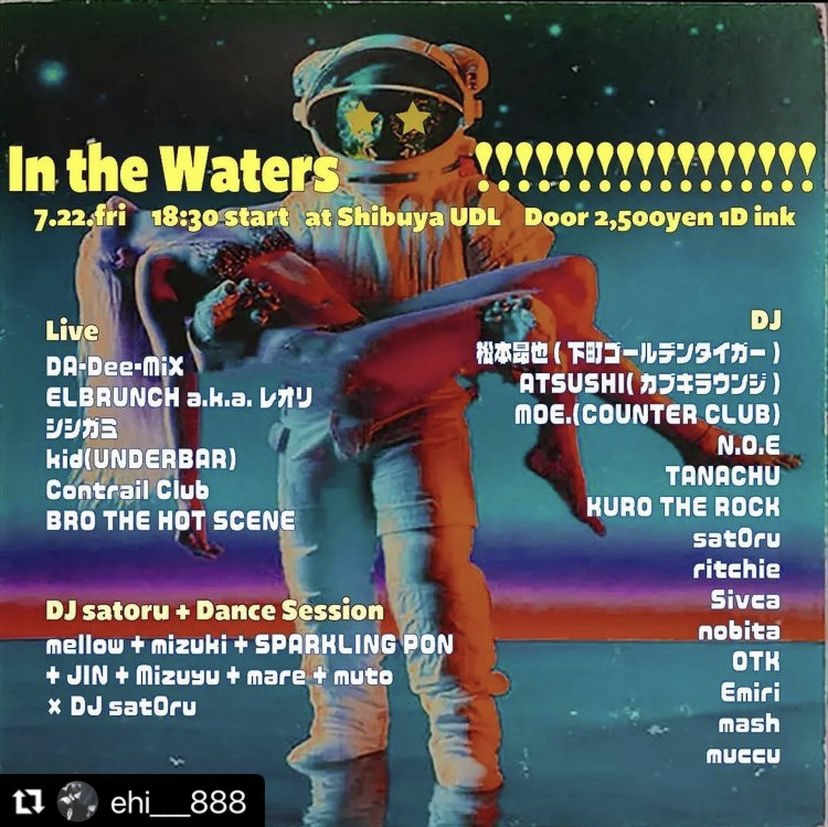 In the Waters !!!!!!!!!!!!!!!!!
7.22.fri 18:30 start at Shibuya UDL Door 2,500yen 1D ink
Live
DA-Dee-MiX
ELBRUNCH a.k.a. レオリ
シシガミ
kid(UNDERBAR)
Contrail Club
BRO THE HOT SCENE
DJ
松本昂也 ( 下町ゴールデンタイガー )
ATSUSHI( カブキラウンジ )
MOE.(COUNTER CLUB)
N.O.E
TANACHU
KURO THE ROCK
sat0ru
ritchie
Sivca
nobita
OTK
Emiri
mash
muccu
DJ satoru + Dance Session
mellow + mizuki + SPARKLING PON
+ JIN + Mizuyu + mare + muto
× DJ sat0ru
ehi___888